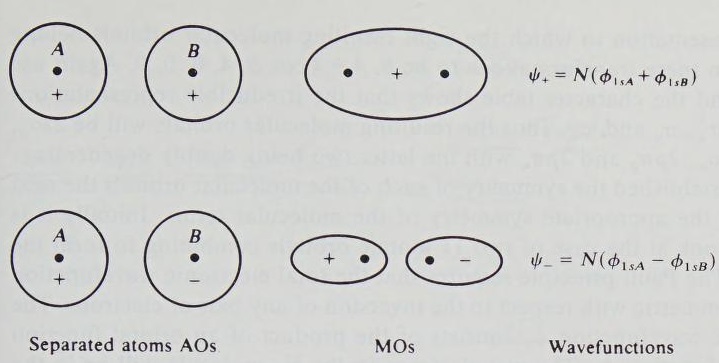 A B
+ + + ψ₊ = N(ϕ₁ₛA + ϕ₁ₛB)
A B
+ − + − ψ₋ = N(ϕ₁ₛA − ϕ₁ₛB)
Separated atoms AOs MOs Wavefunctions